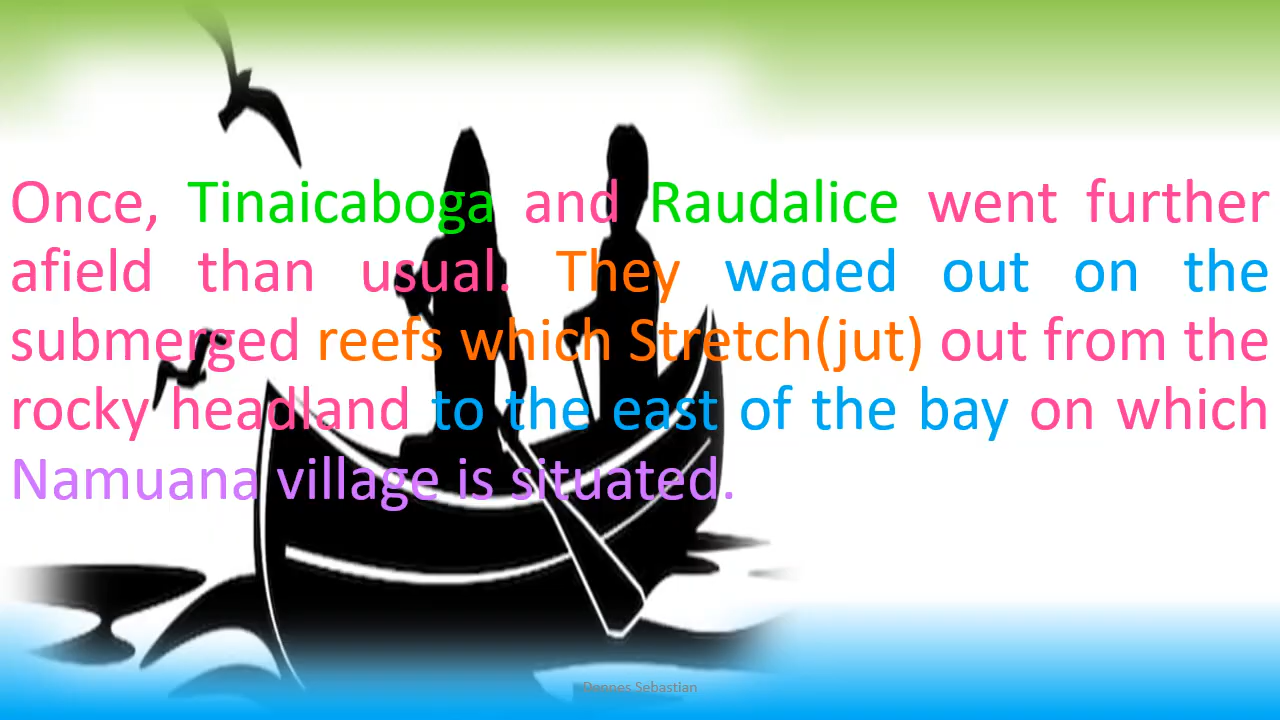 Once, Tinaicaboga and Raudalice went further
afield than usual. They waded out on the
submerged reefs which Stretch(jut) out from the
rocky headland to the east of the bay on which
Namuana village is situated.
Sebastian